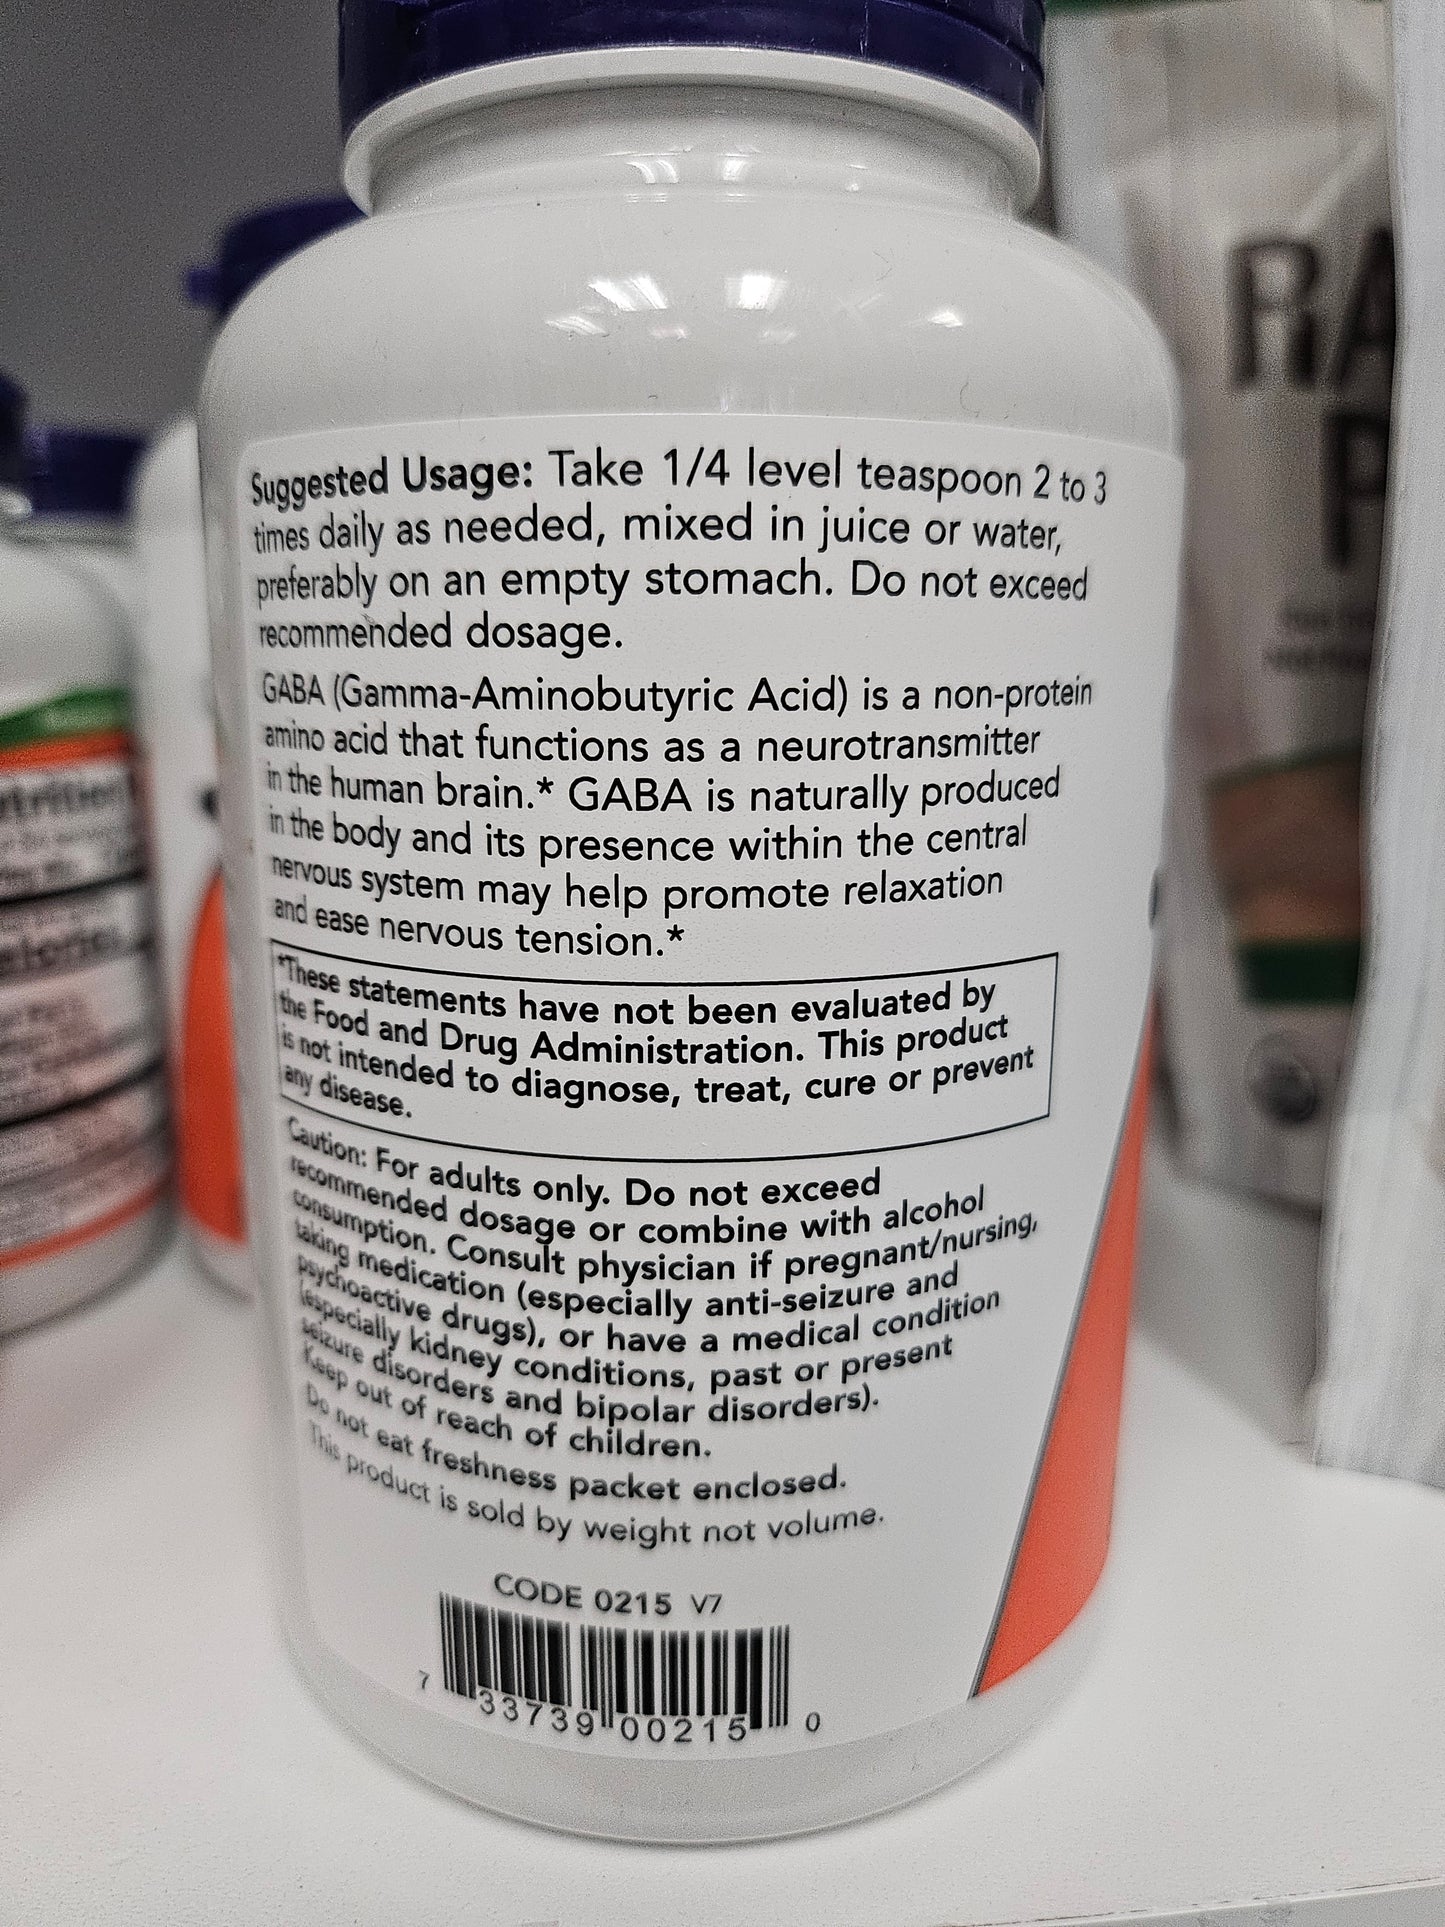 Suggested Usage: Take 1/4 level teaspoon 2 to 3
times daily as needed, mixed in juice or water,
preferably on an empty stomach. Do not exceed
recommended dosage.
GABA (Gamma-Aminobutyric Acid) is a non-protein
amino acid that functions as a neurotransmitter
in the human brain.* GABA is naturally produced
in the body and its presence within the central
nervous system may help promote relaxation
and ease nervous tension.*
*These statements have not been evaluated by
the Food and Drug Administration. This product
is not intended to diagnose, treat, cure or prevent
any disease.
Caution: For adults only. Do not exceed
recommended dosage or combine with alcohol
consumption. Consult physician if pregnant/nursing,
taking medication (especially anti-seizure and
psychoactive drugs), or have a medical condition
(especially kidney conditions, past or present
seizure disorders and bipolar disorders).
Keep out of reach of children.
Do not eat freshness packet enclosed.
This product is sold by weight not volume.
CODE 0215 V7
7 33739 00215 0
RA
P